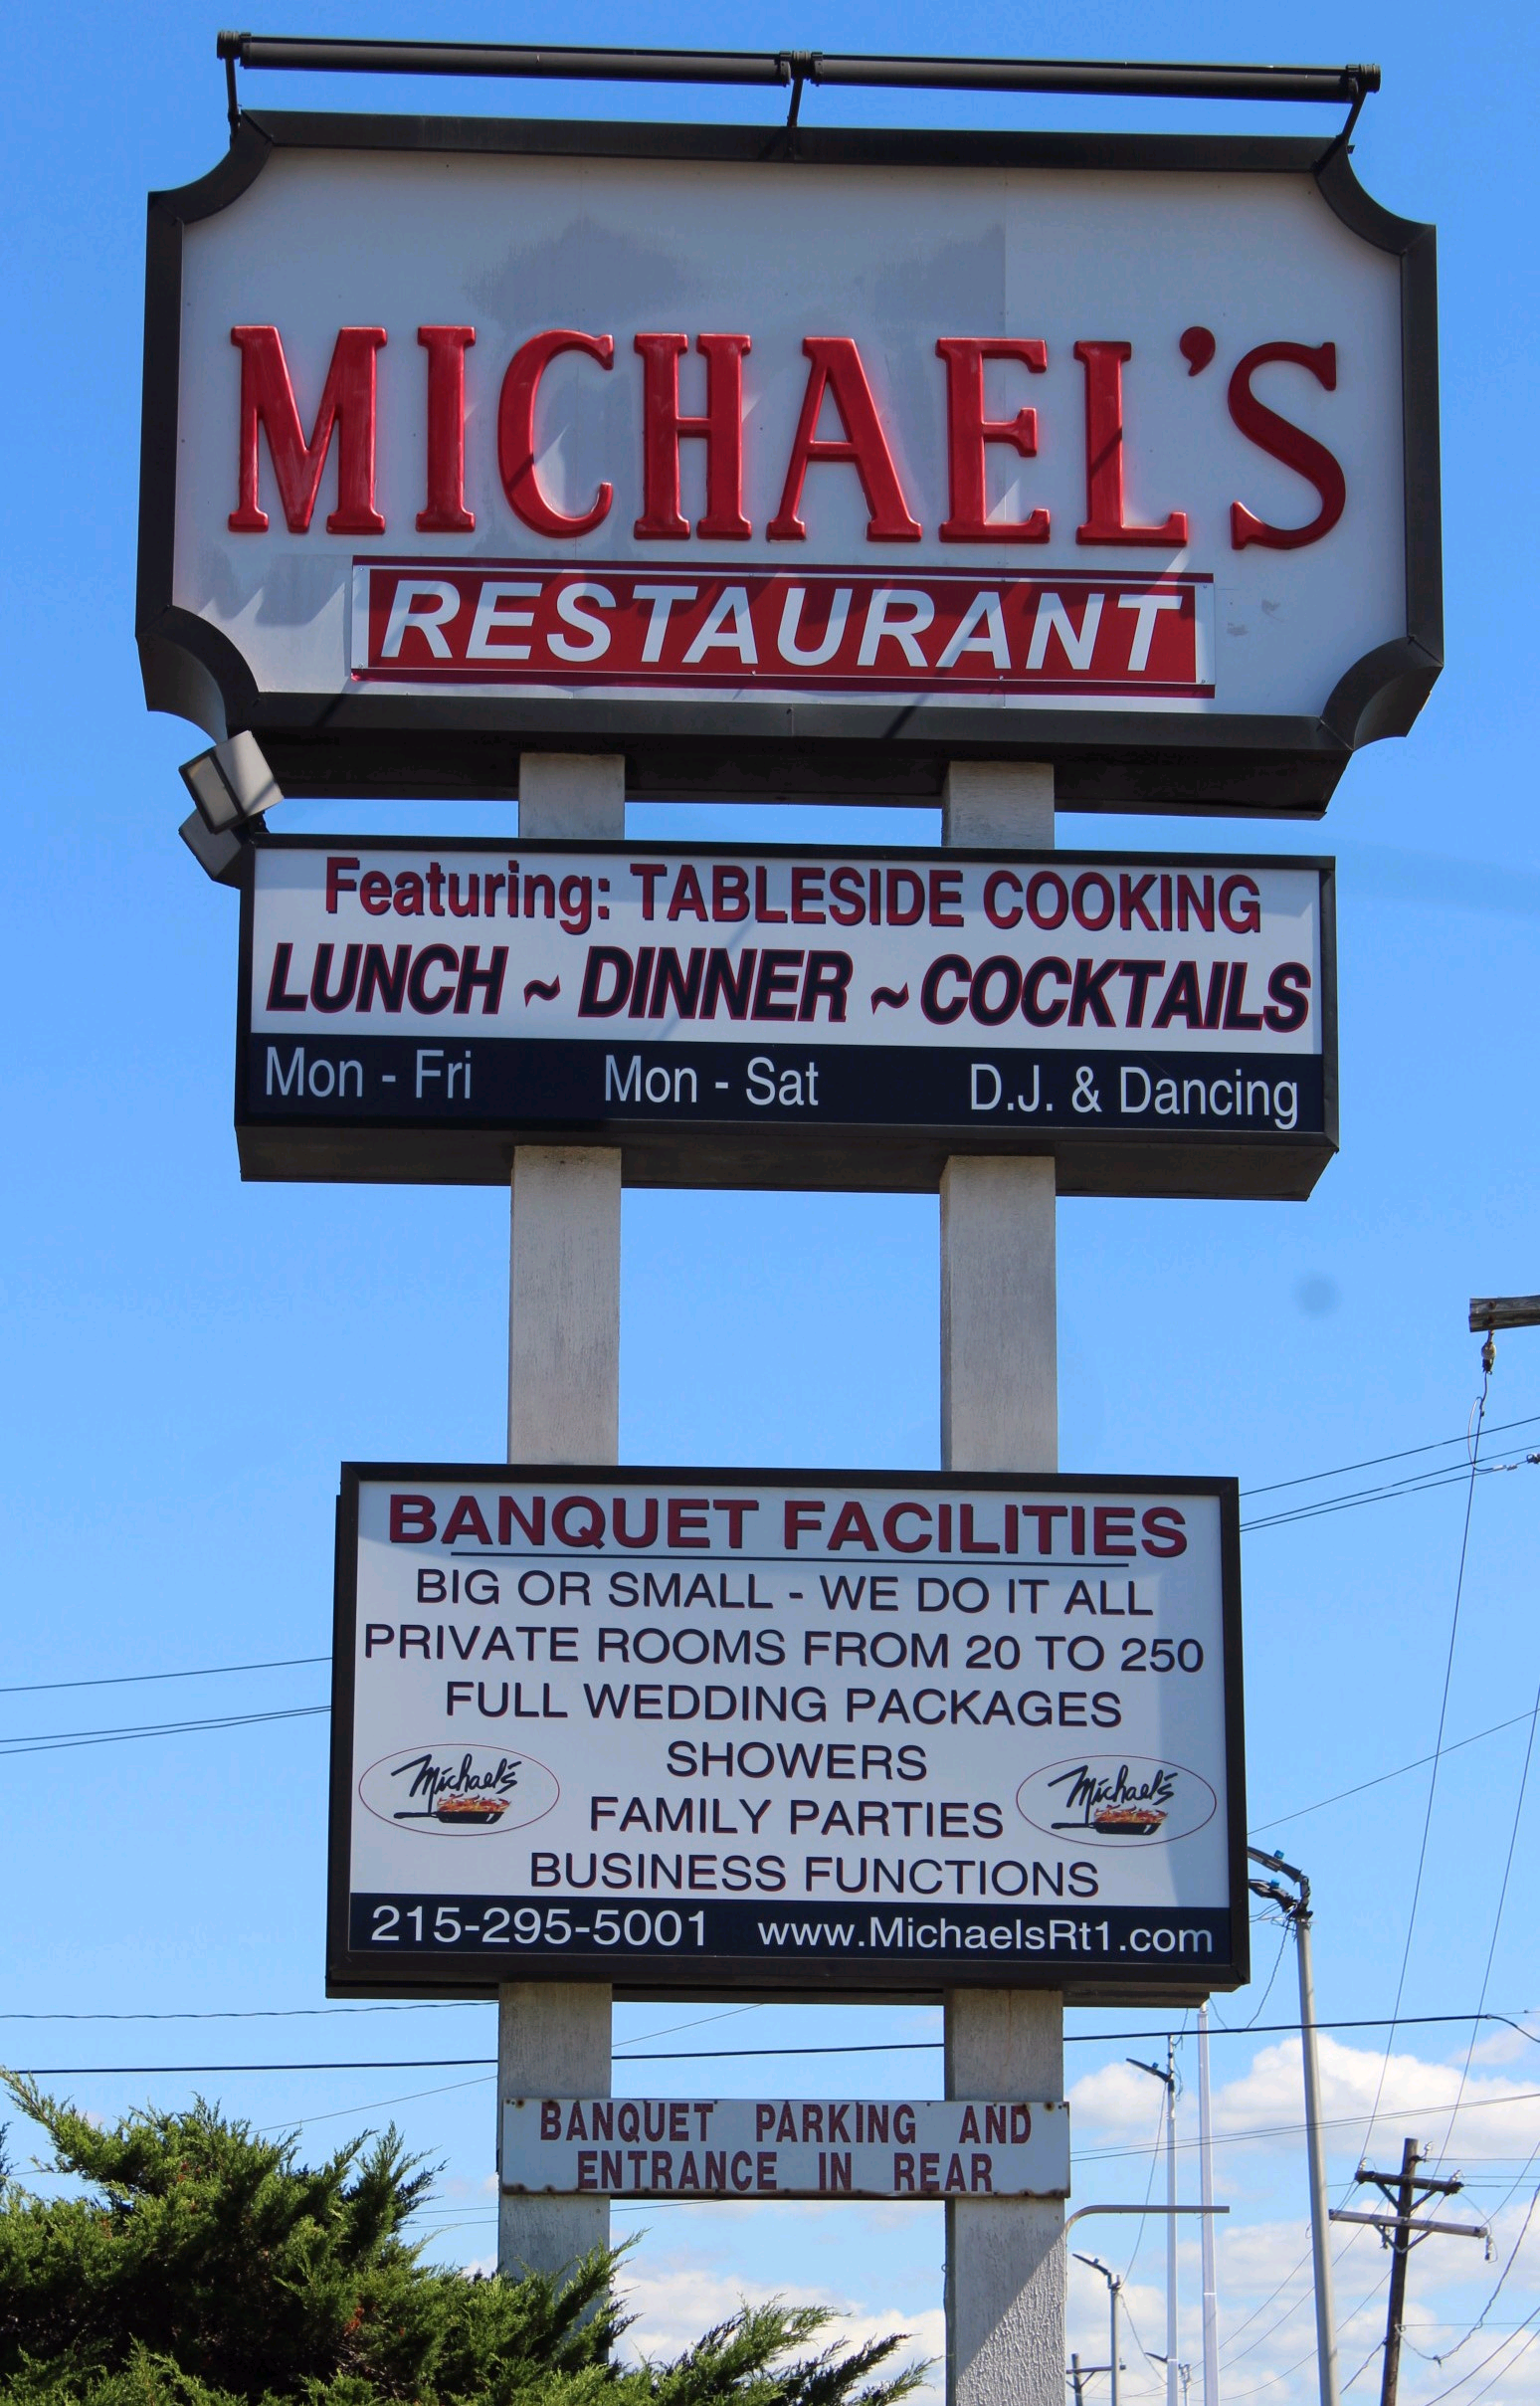 MICHAEL'S
RESTAURANT
Featuring: TABLESIDE COOKING
LUNCH ~ DINNER ~ COCKTAILS
Mon - Fri Mon - Sat D.J. & Dancing
BANQUET FACILITIES
BIG OR SMALL - WE DO IT ALL
PRIVATE ROOMS FROM 20 TO 250
FULL WEDDING PACKAGES
SHOWERS
Michael's
Michael's
FAMILY PARTIES
BUSINESS FUNCTIONS
215-295-5001 www.MichaelsRt1.com
BANQUET PARKING AND
ENTRANCE IN REAR